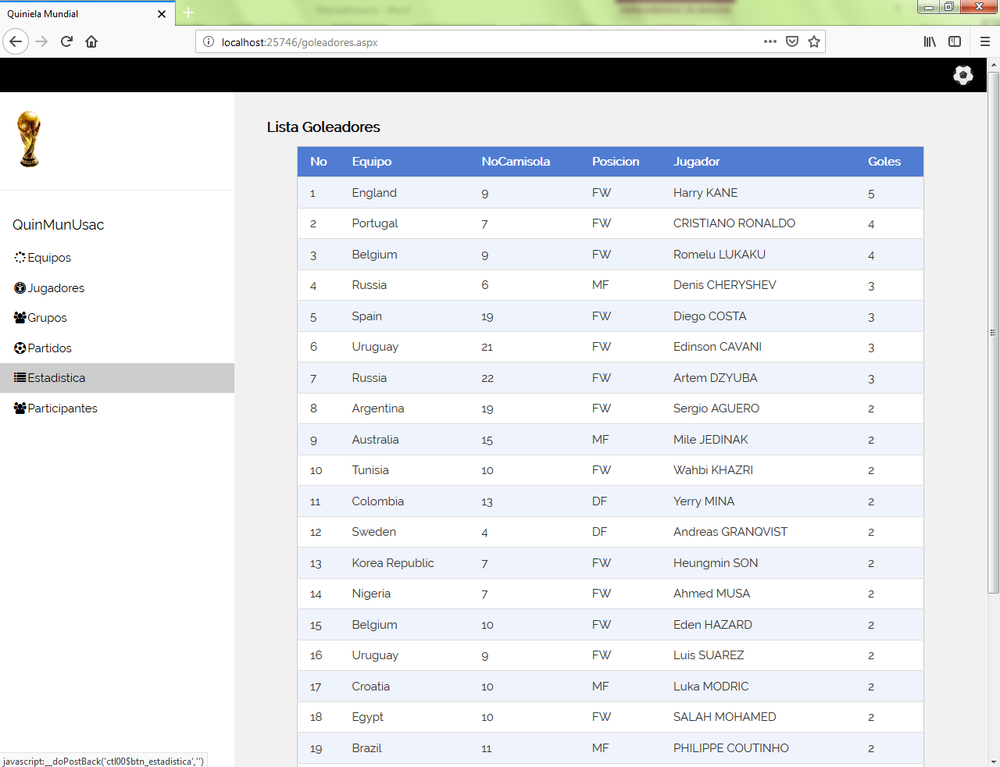 Quiniela Mundial
localhost:25746/goleadores.aspx
Lista Goleadores
No Equipo NoCamisola Posicion Jugador Goles
1 England 9 FW Harry KANE 5
2 Portugal 7 FW CRISTIANO RONALDO 4
3 Belgium 9 FW Romelu LUKAKU 4
4 Russia 6 MF Denis CHERYSHEV 3
5 Spain 19 FW Diego COSTA 3
6 Uruguay 21 FW Edinson CAVANI 3
7 Russia 22 FW Artem DZYUBA 3
8 Argentina 19 FW Sergio AGUERO 2
9 Australia 15 MF Mile JEDINAK 2
10 Tunisia 10 FW Wahbi KHAZRI 2
11 Colombia 13 DF Yerry MINA 2
12 Sweden 4 DF Andreas GRANQVIST 2
13 Korea Republic 7 FW Heungmin SON 2
14 Nigeria 7 FW Ahmed MUSA 2
15 Belgium 10 FW Eden HAZARD 2
16 Uruguay 9 FW Luis SUAREZ 2
17 Croatia 10 MF Luka MODRIC 2
18 Egypt 10 FW SALAH MOHAMED 2
19 Brazil 11 MF PHILIPPE COUTINHO 2
QuinMunUsac
Equipos
Jugadores
Grupos
Partidos
Estadistica
Participantes
javascript:__doPostBack('ctl00$btn_estadistica','')